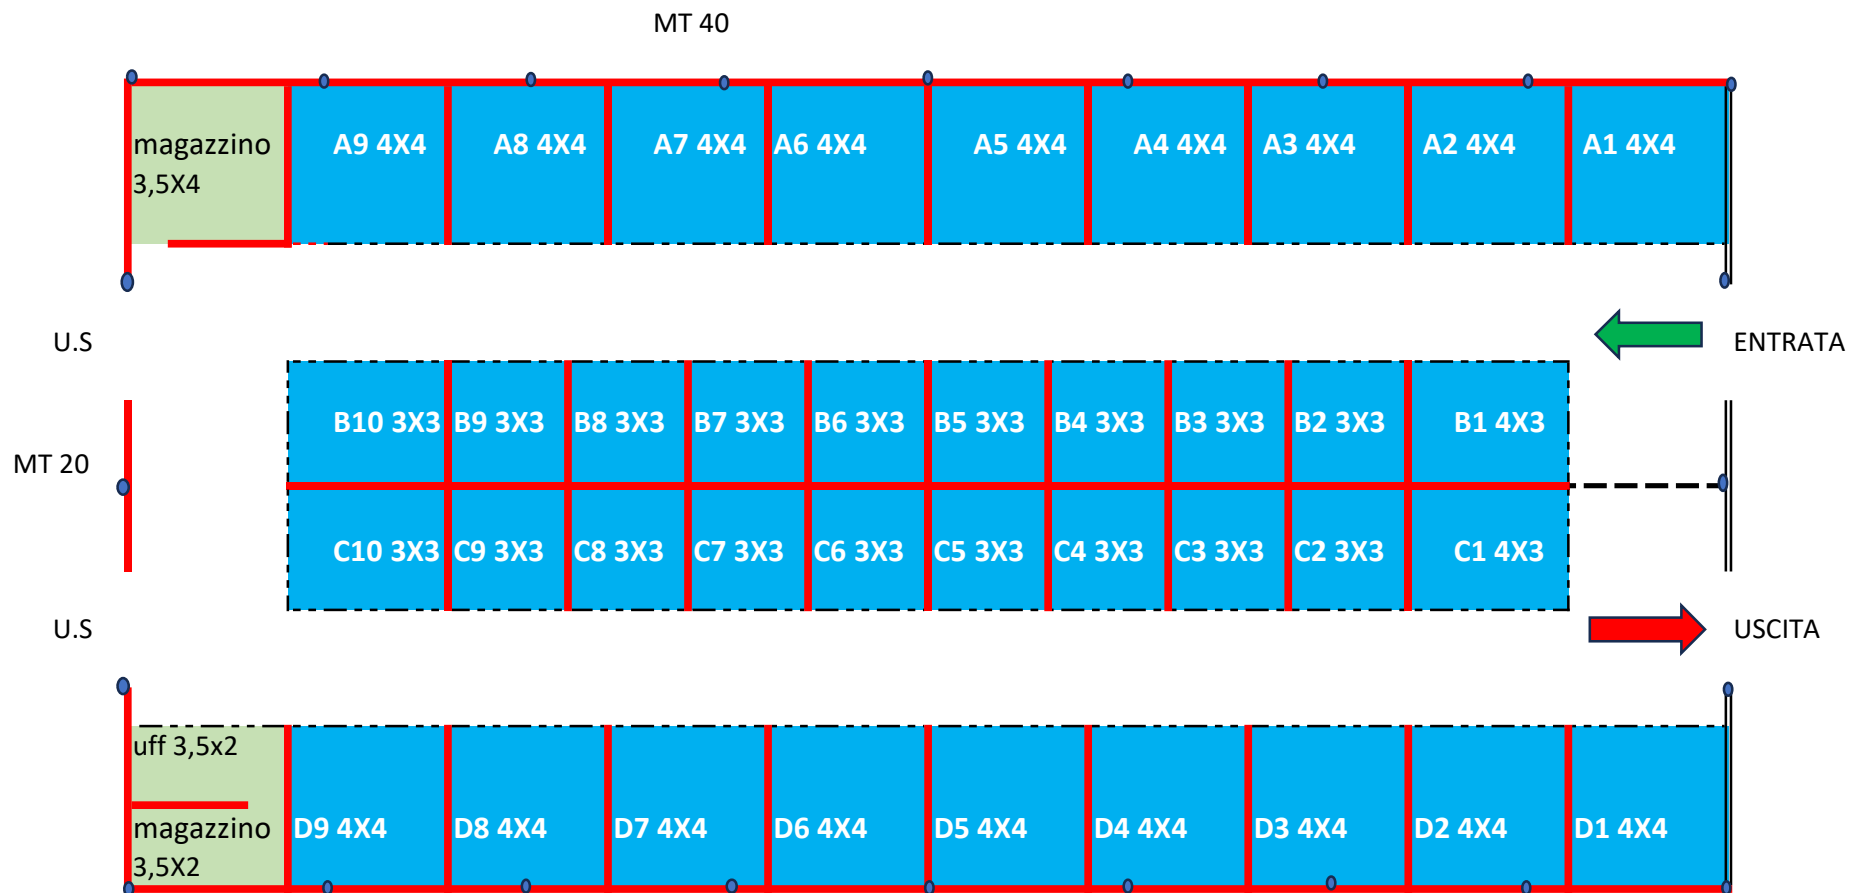 MT 40
magazzino
3,5X4
A9 4X4
A8 4X4
A7 4X4
A6 4X4
A5 4X4
A4 4X4
A3 4X4
A2 4X4
A1 4X4
U.S
ENTRATA
B10 3X3
B9 3X3
B8 3X3
B7 3X3
B6 3X3
B5 3X3
B4 3X3
B3 3X3
B2 3X3
B1 4X3
MT 20
C10 3X3
C9 3X3
C8 3X3
C7 3X3
C6 3X3
C5 3X3
C4 3X3
C3 3X3
C2 3X3
C1 4X3
U.S
USCITA
uff 3,5x2
magazzino
3,5X2
D9 4X4
D8 4X4
D7 4X4
D6 4X4
D5 4X4
D4 4X4
D3 4X4
D2 4X4
D1 4X4